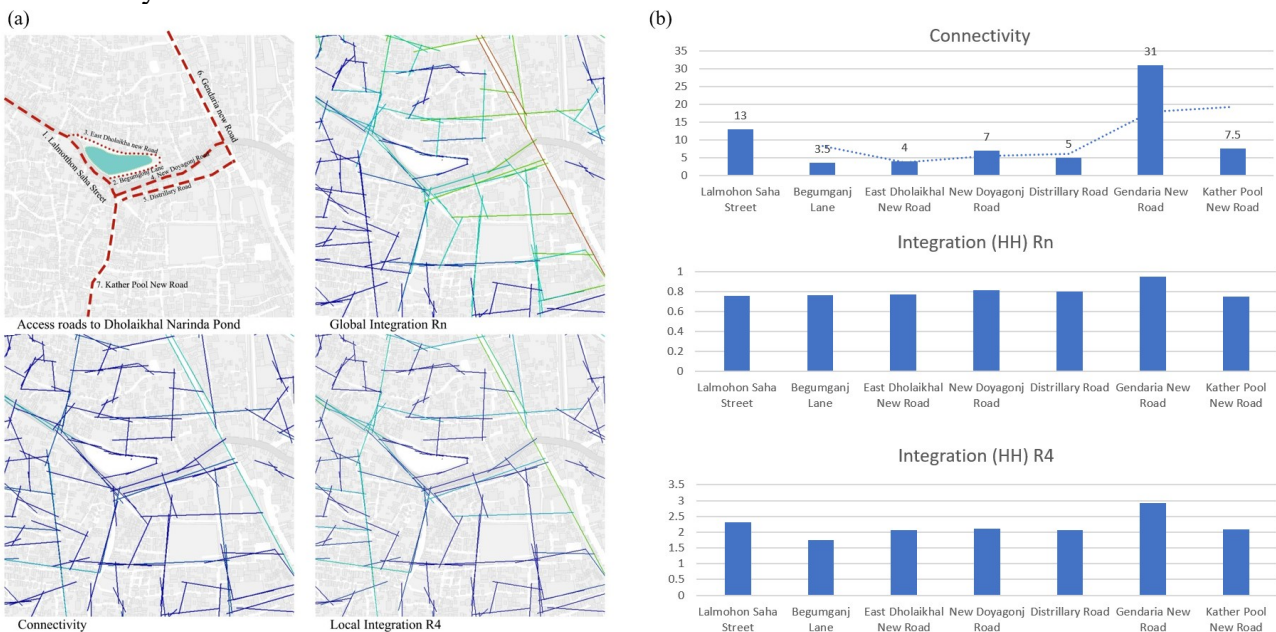 (a)
3. East Dholaikha new Road
6. Gendaria new Road
1. Lalmotthon Saha Street
2. Begumgonj Lane
4. New Doyagonj Road
5. Distrillary Road
7. Kather Pool New Road
Access roads to Dholaikhal Narinda Pond
Global Integration Rn
Connectivity
Local Integration R4
(b)
Connectivity
35
30
25
20
15
10
5
0
13
3.5
4
7
5
31
7.5
Lalmohon Saha Street
Begumganj Lane
East Dholaikhal New Road
New Doyagonj Road
Distrillary Road
Gendaria New Road
Kather Pool New Road
Integration (HH) Rn
1
0.8
0.6
0.4
0.2
0
Lalmohon Saha Street
Begumganj Lane
East Dholaikhal New Road
New Doyagonj Road
Distrillary Road
Gendaria New Road
Kather Pool New Road
Integration (HH) R4
3.5
3
2.5
2
1.5
1
0.5
0
Lalmohon Saha Street
Begumganj Lane
East Dholaikhal New Road
New Doyagonj Road
Distrillary Road
Gendaria New Road
Kather Pool New Road